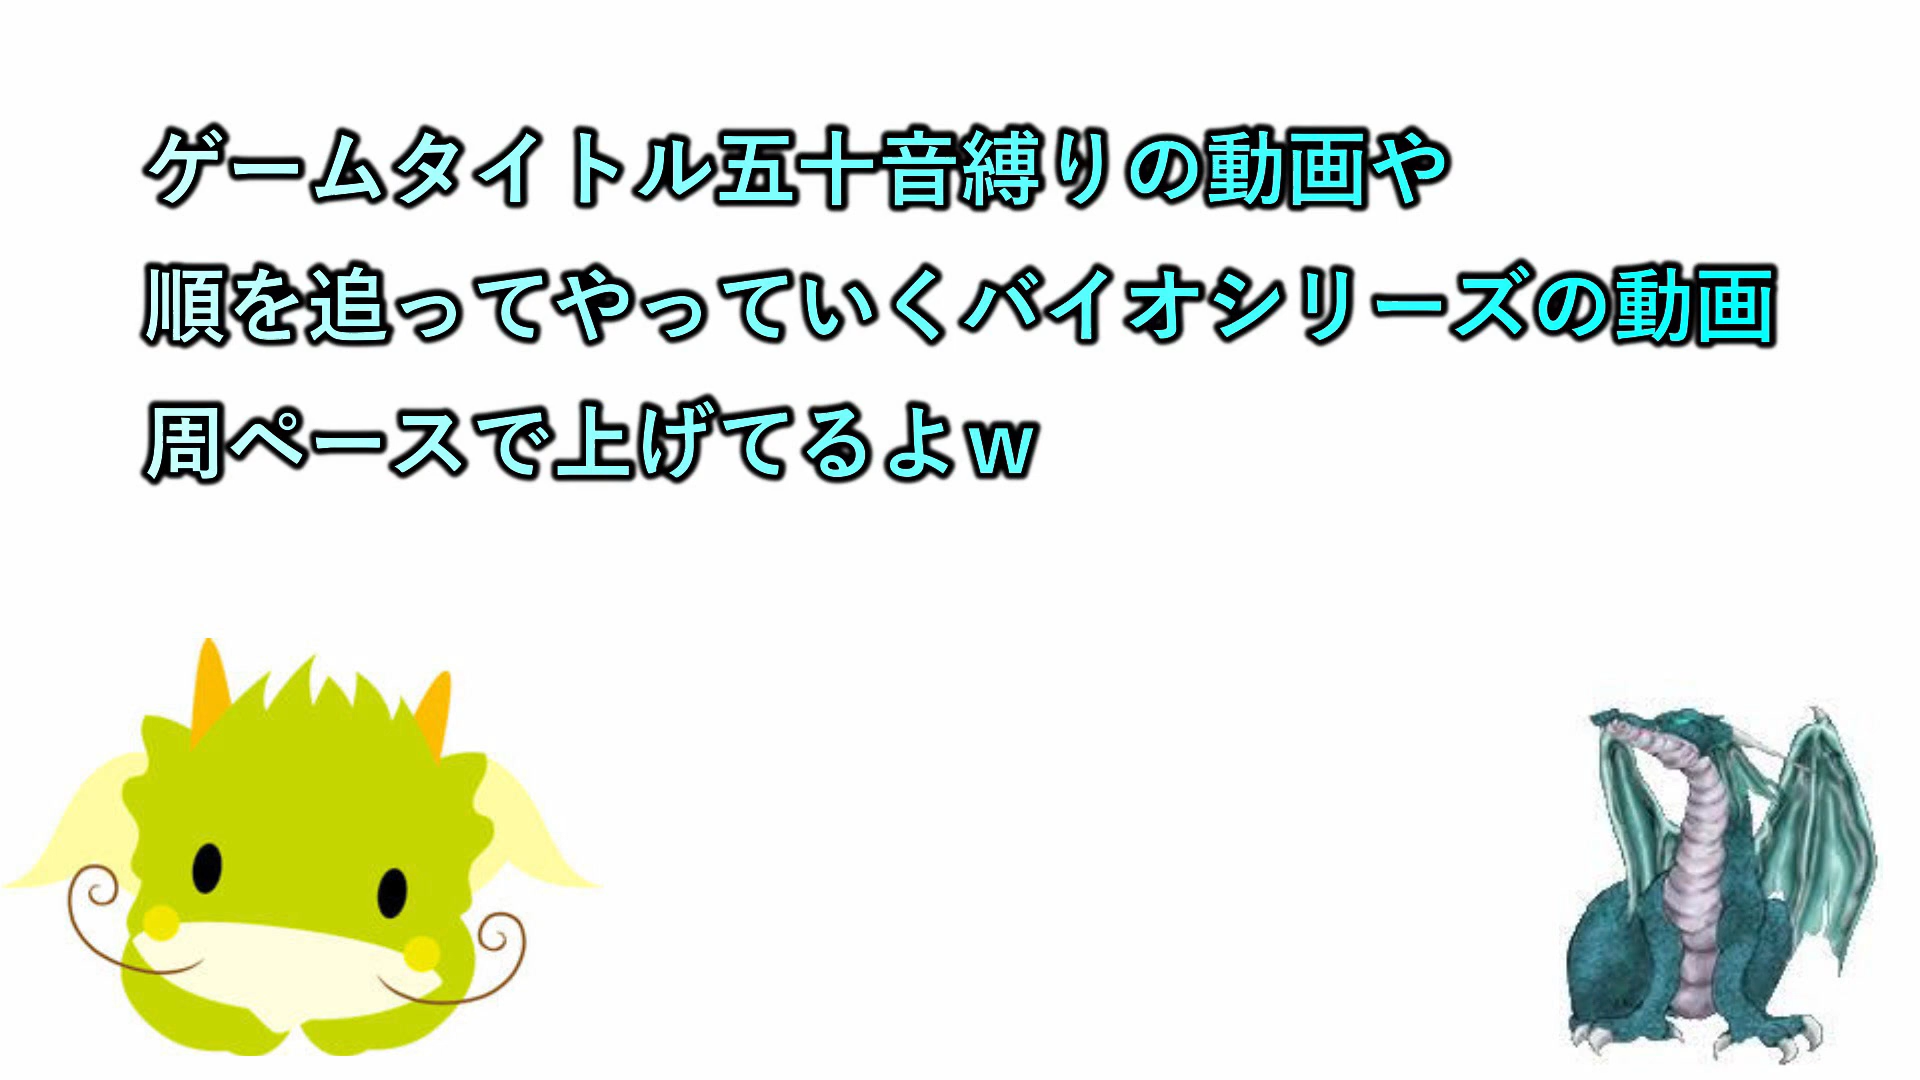 ゲームタイトル五十音縛りの動画や
順を追ってやっていくバイオシリーズの動画
周ペースで上げてるよw